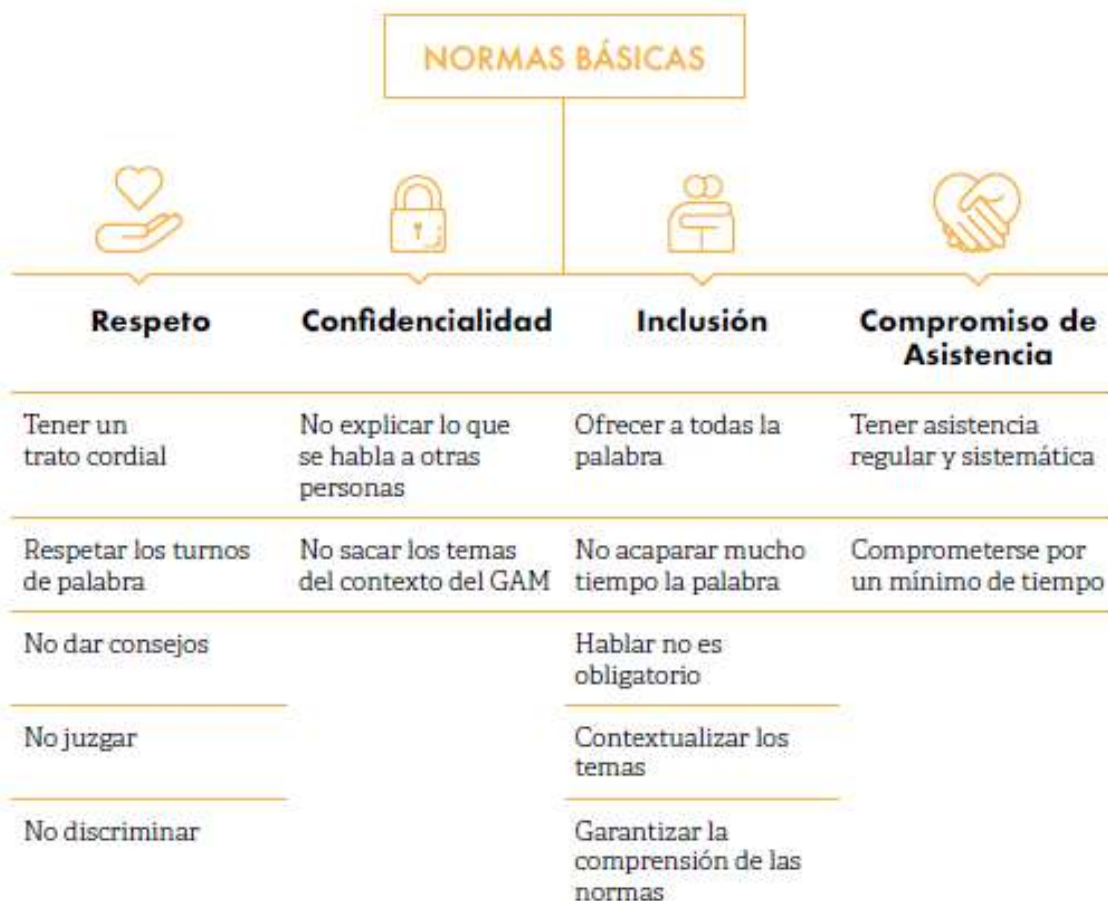 NORMAS BÁSICAS
Respeto
Confidencialidad
Inclusión
Compromiso de
Asistencia
Tener un
trato cordial
No explicar lo que
se habla a otras
personas
Ofrecer a todas la
palabra
Tener asistencia
regular y sistemática
Respetar los turnos
de palabra
No sacar los temas
del contexto del GAM
No acaparar mucho
tiempo la palabra
Comprometerse por
un mínimo de tiempo
No dar consejos
Hablar no es
obligatorio
No juzgar
Contextualizar los
temas
No discriminar
Garantizar la
comprensión de las
normas